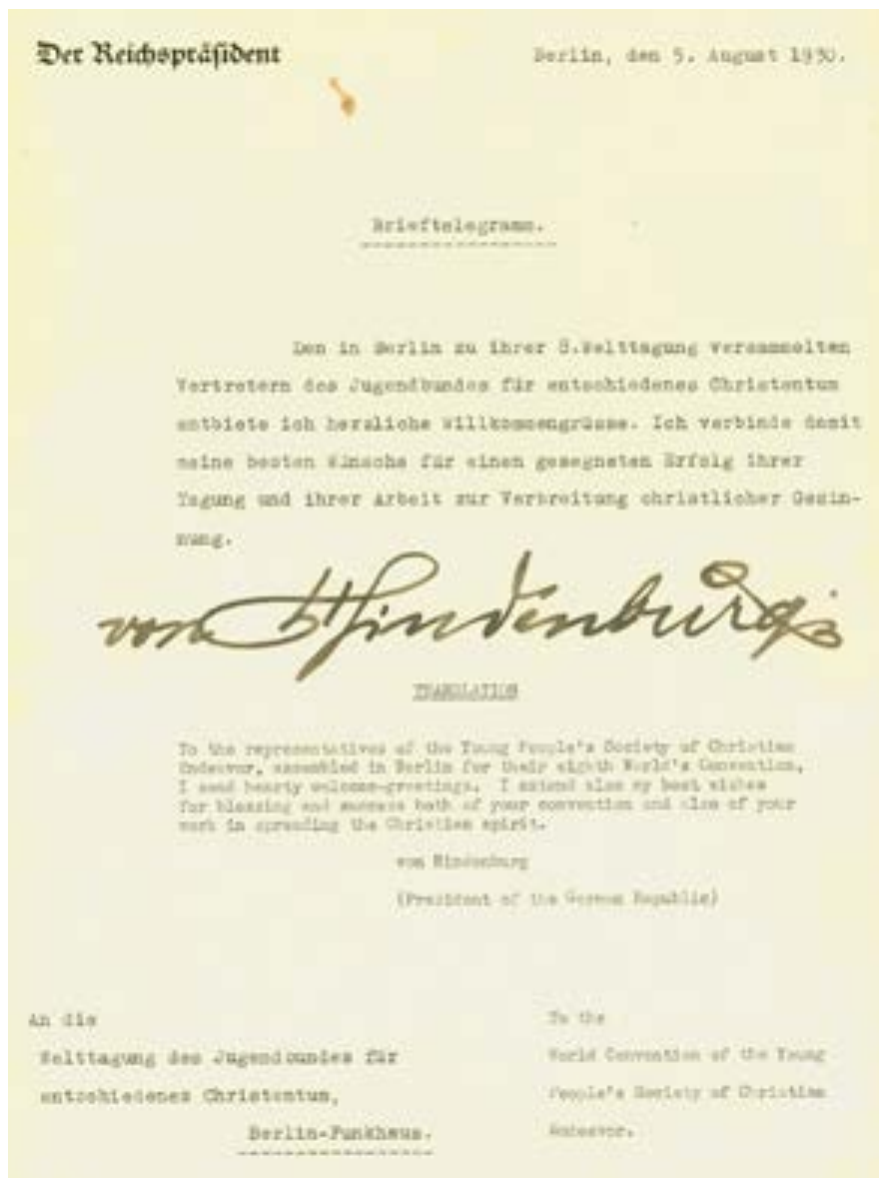 Der Reichspräsident
Berlin, den 5. August 1930.
Brieftelegramm.
Den in Berlin zu ihrer 8.Welttagung versammelten
Vertretern des Jugendbundes für entschiedenes Christentum
entbiete ich herzliche Willkommengrüsse. Ich verbinde damit
meine besten Wünsche für einen gesegneten Erfolg ihrer
Tagung und ihrer Arbeit zur Verbreitung christlicher Gesin-
nung.
von Hindenburg
TRANSLATION
To the representatives of the Young People's Society of Christian
Endeavor, assembled in Berlin for their eighth World's Convention,
I send hearty welcome-greetings. I extend also my best wishes
for blessing and success both of your convention and also of your
work in spreading the Christian spirit.
von Hindenburg
(President of the German Republic)
An die
Welttagung des Jugendbundes für
entschiedenes Christentum,
Berlin-Funkhaus.
To the
World Convention of the Young
People's Society of Christian
Endeavor.